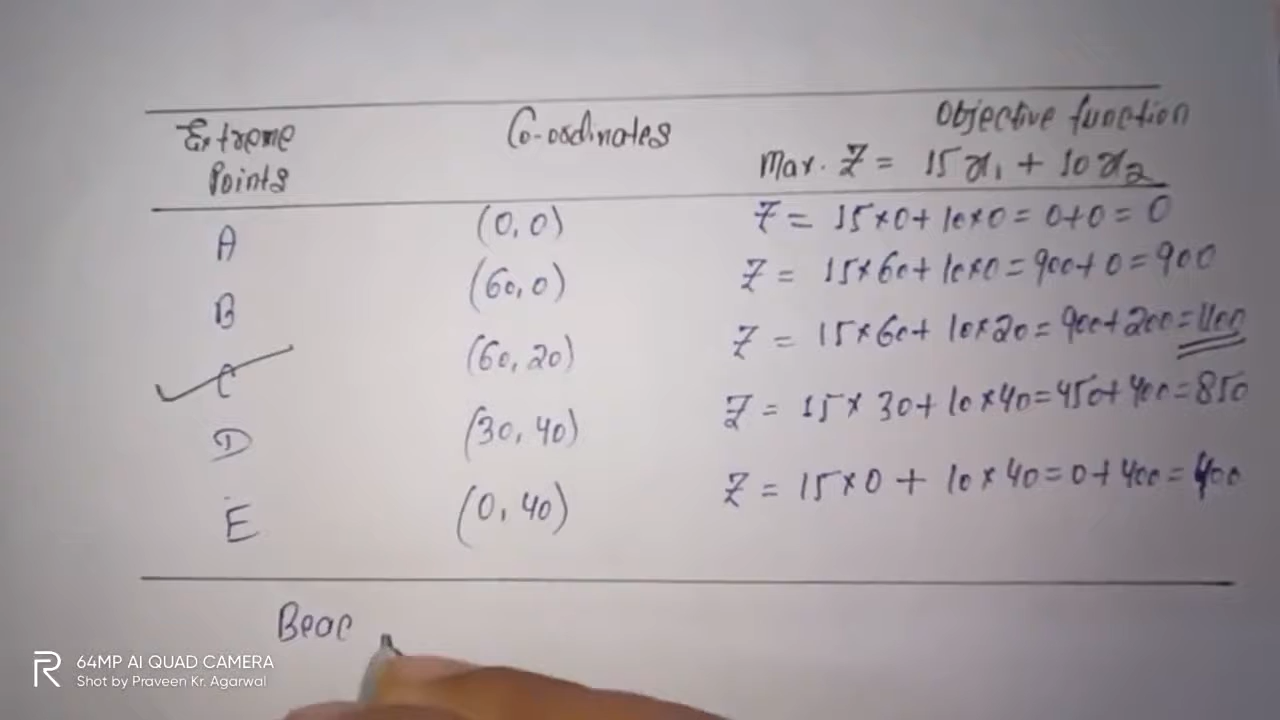 Extreme Points Co-ordinates Objective function
Max. Z = 15x₁ + 10x₂
A (0,0) Z = 15×0+10×0=0+0=0
B (60,0) Z = 15×60+10×0=900+0=900
C (60,20) Z = 15×60+10×20=900+200=1100
D (30,40) Z = 15×30+10×40=450+400=850
E (0,40) Z = 15×0+10×40=0+400=400
Beac
64MP AI QUAD CAMERA
Shot by Praveen Kr. Agarwal